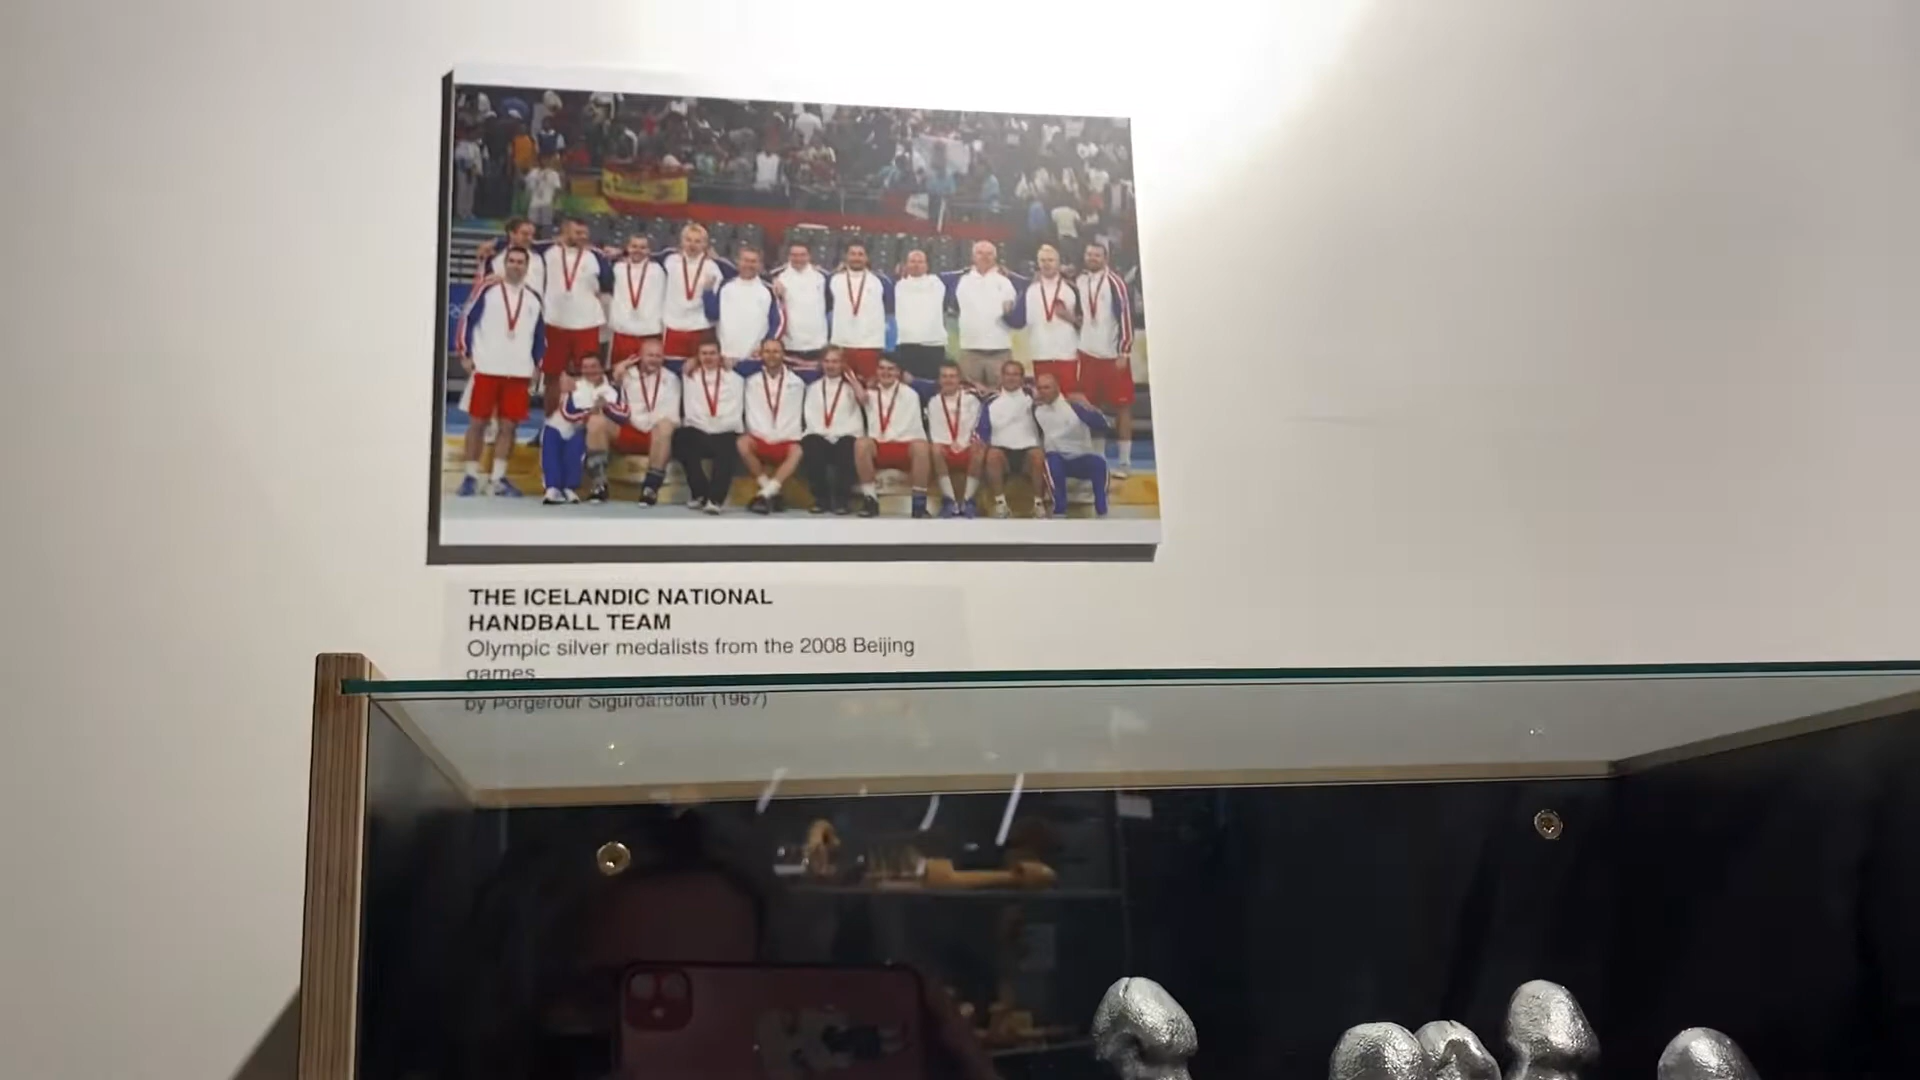 THE ICELANDIC NATIONAL
HANDBALL TEAM
Olympic silver medalists from the 2008 Beijing
games
by Þorgerður Sigurðardóttir (1967)